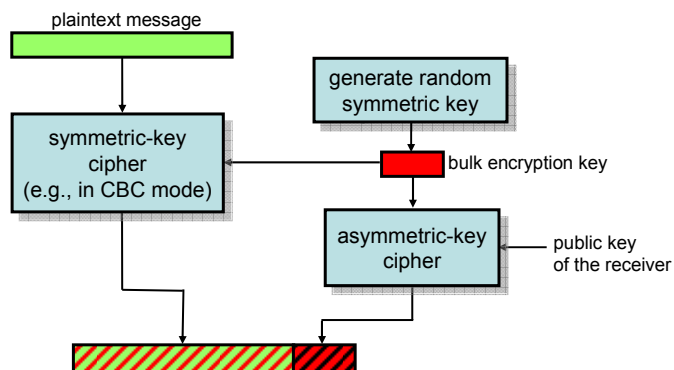 plaintext message
generate random
symmetric key
symmetric-key
cipher
(e.g., in CBC mode)
bulk encryption key
asymmetric-key
cipher
public key
of the receiver